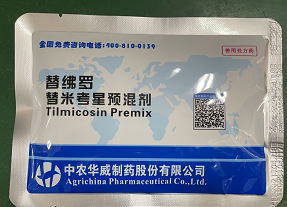 全国免费咨询电话:400-810-0139
兽用处方药
替绋罗
替米考星预混剂
Tilmicosin Premix
中农华威制药股份有限公司
Agrichina Pharmaceutical Co.,Ltd.